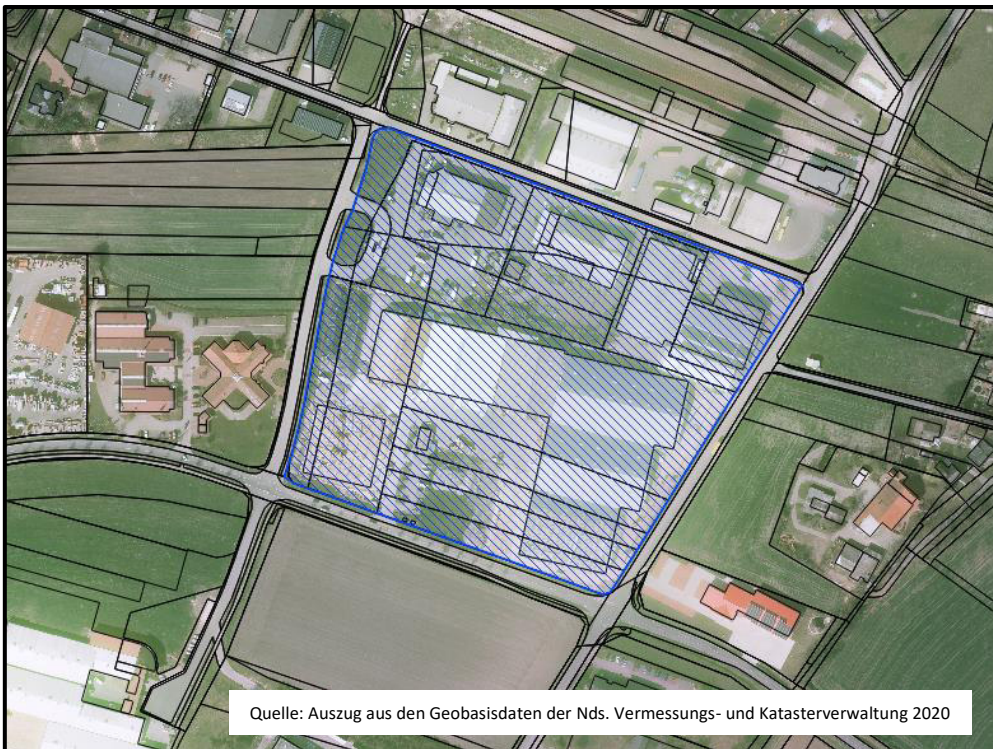 Quelle: Auszug aus den Geobasisdaten der Nds. Vermessungs- und Katasterverwaltung 2020